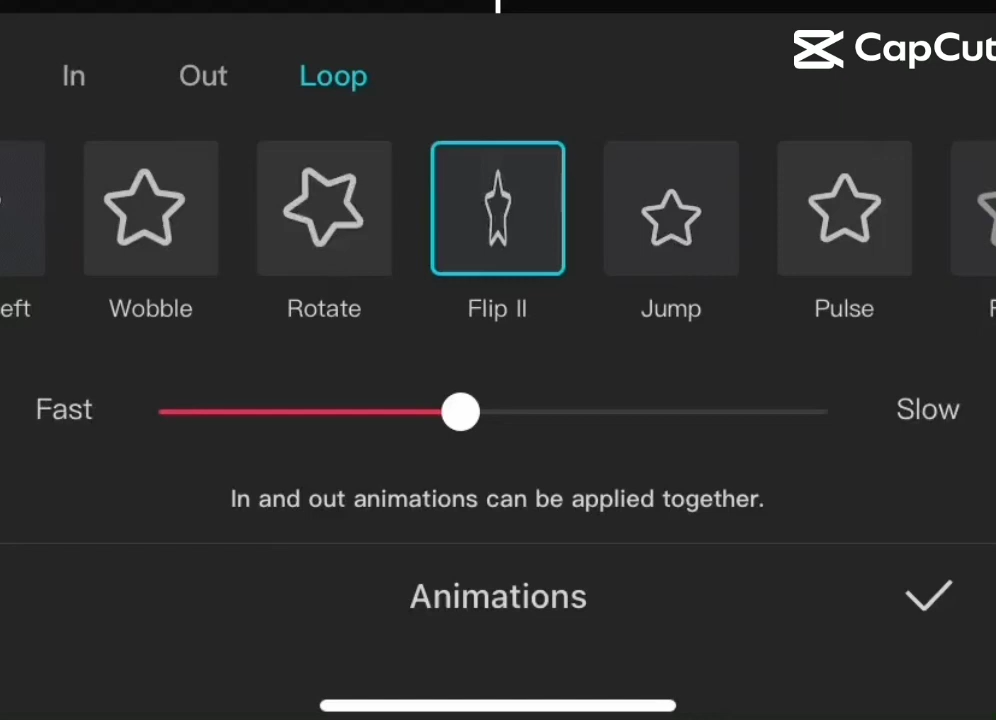 CapCut
In Out Loop
eft Wobble Rotate Flip II Jump Pulse
Fast Slow
In and out animations can be applied together.
Animations